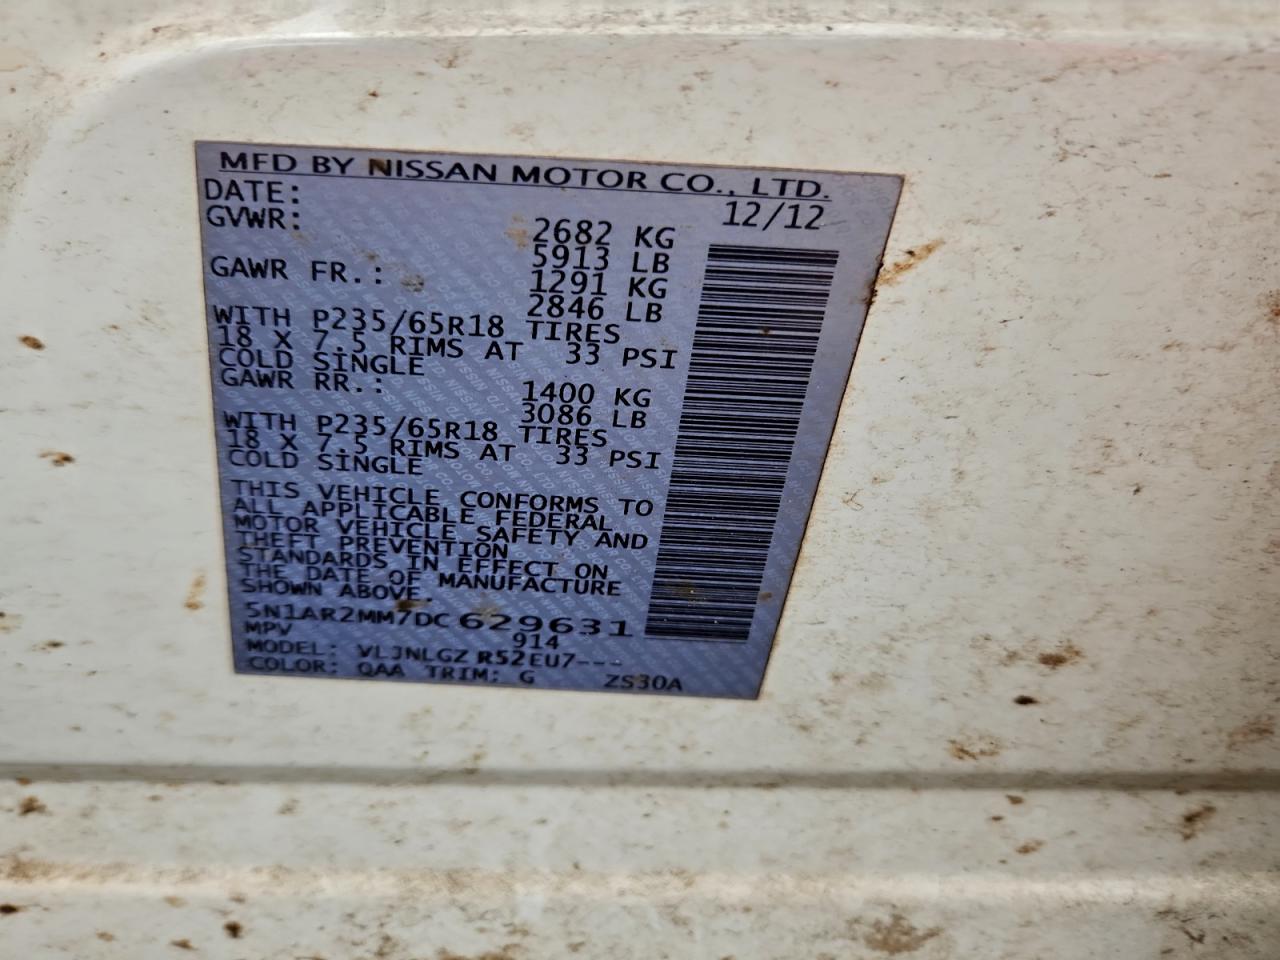 MFD BY NISSAN MOTOR CO., LTD.
DATE: 12/12
GVWR: 2682 KG
5913 LB
GAWR FR.: 1291 KG
2846 LB
WITH P235/65R18 TIRES
18 X 7.5 RIMS AT 33 PSI
COLD SINGLE
GAWR RR.: 1400 KG
3086 LB
WITH P235/65R18 TIRES
18 X 7.5 RIMS AT 33 PSI
COLD SINGLE
THIS VEHICLE CONFORMS TO
ALL APPLICABLE FEDERAL
MOTOR VEHICLE SAFETY AND
THEFT PREVENTION
STANDARDS IN EFFECT ON
THE DATE OF MANUFACTURE
SHOWN ABOVE.
5N1AR2MM7DC629631
MPV 914
MODEL: VLJNLGZ R52EU7---
COLOR: QAA TRIM: G ZS30A